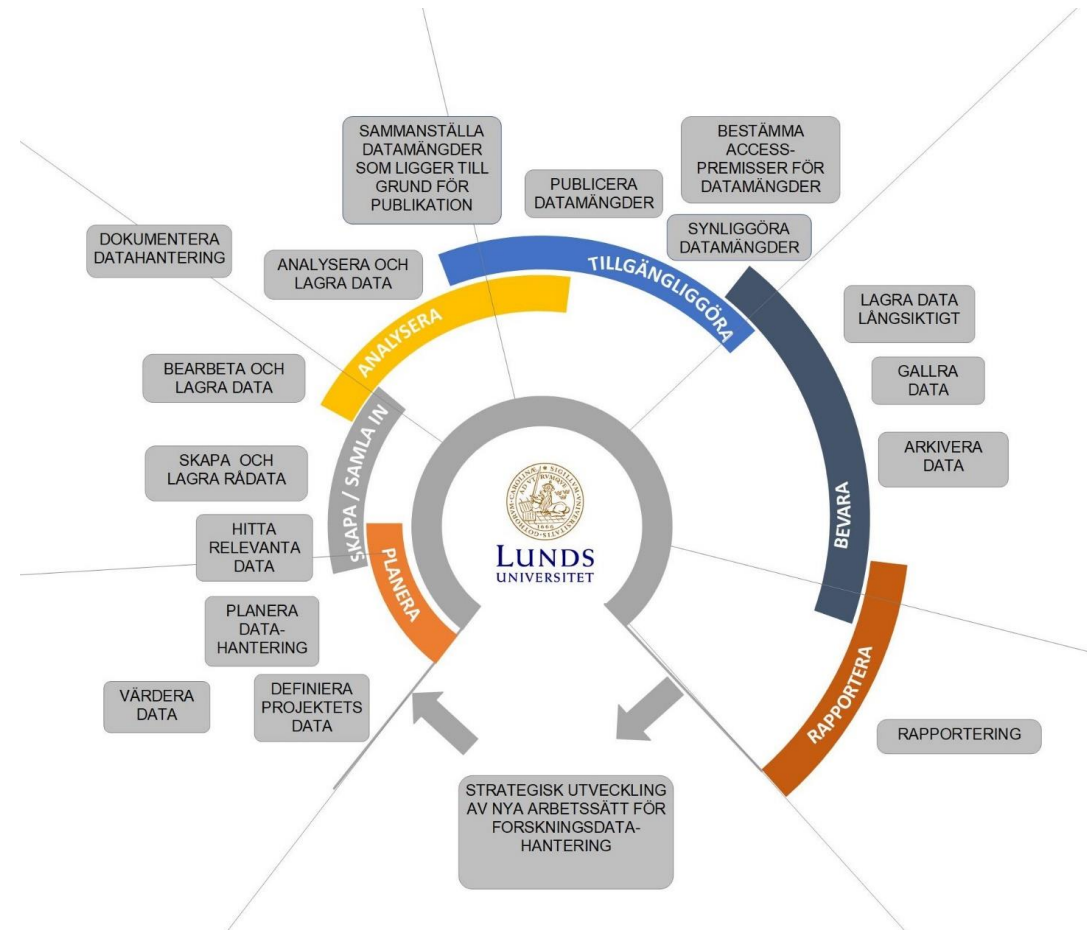 SAMMANSTÄLLA
DATAMÄNGDER
SOM LIGGER TILL
GRUND FÖR
PUBLIKATION
BESTÄMMA
ACCESS-
PREMISSER FÖR
DATAMÄNGDER
PUBLICERA
DATAMÄNGDER
SYNLIGGÖRA
DATAMÄNGDER
DOKUMENTERA
DATAHANTERING
ANALYSERA OCH
LAGRA DATA
TILLGÄNGLIGGÖRA
ANALYSERA
LAGRA DATA
LÅNGSIKTIGT
GALLRA
DATA
ARKIVERA
DATA
BEARBETA OCH
LAGRA DATA
SKAPA OCH
LAGRA RÅDATA
SKAPA / SAMLA IN
HITTA
RELEVANTA
DATA
PLANERA
LUNDS
UNIVERSITET
BEVARA
PLANERA
DATA-
HANTERING
VÄRDERA
DATA
DEFINIERA
PROJEKTETS
DATA
RAPPORTERA
RAPPORTERING
STRATEGISK UTVECKLING
AV NYA ARBETSSÄTT FÖR
FORSKNINGSDATA-
HANTERING